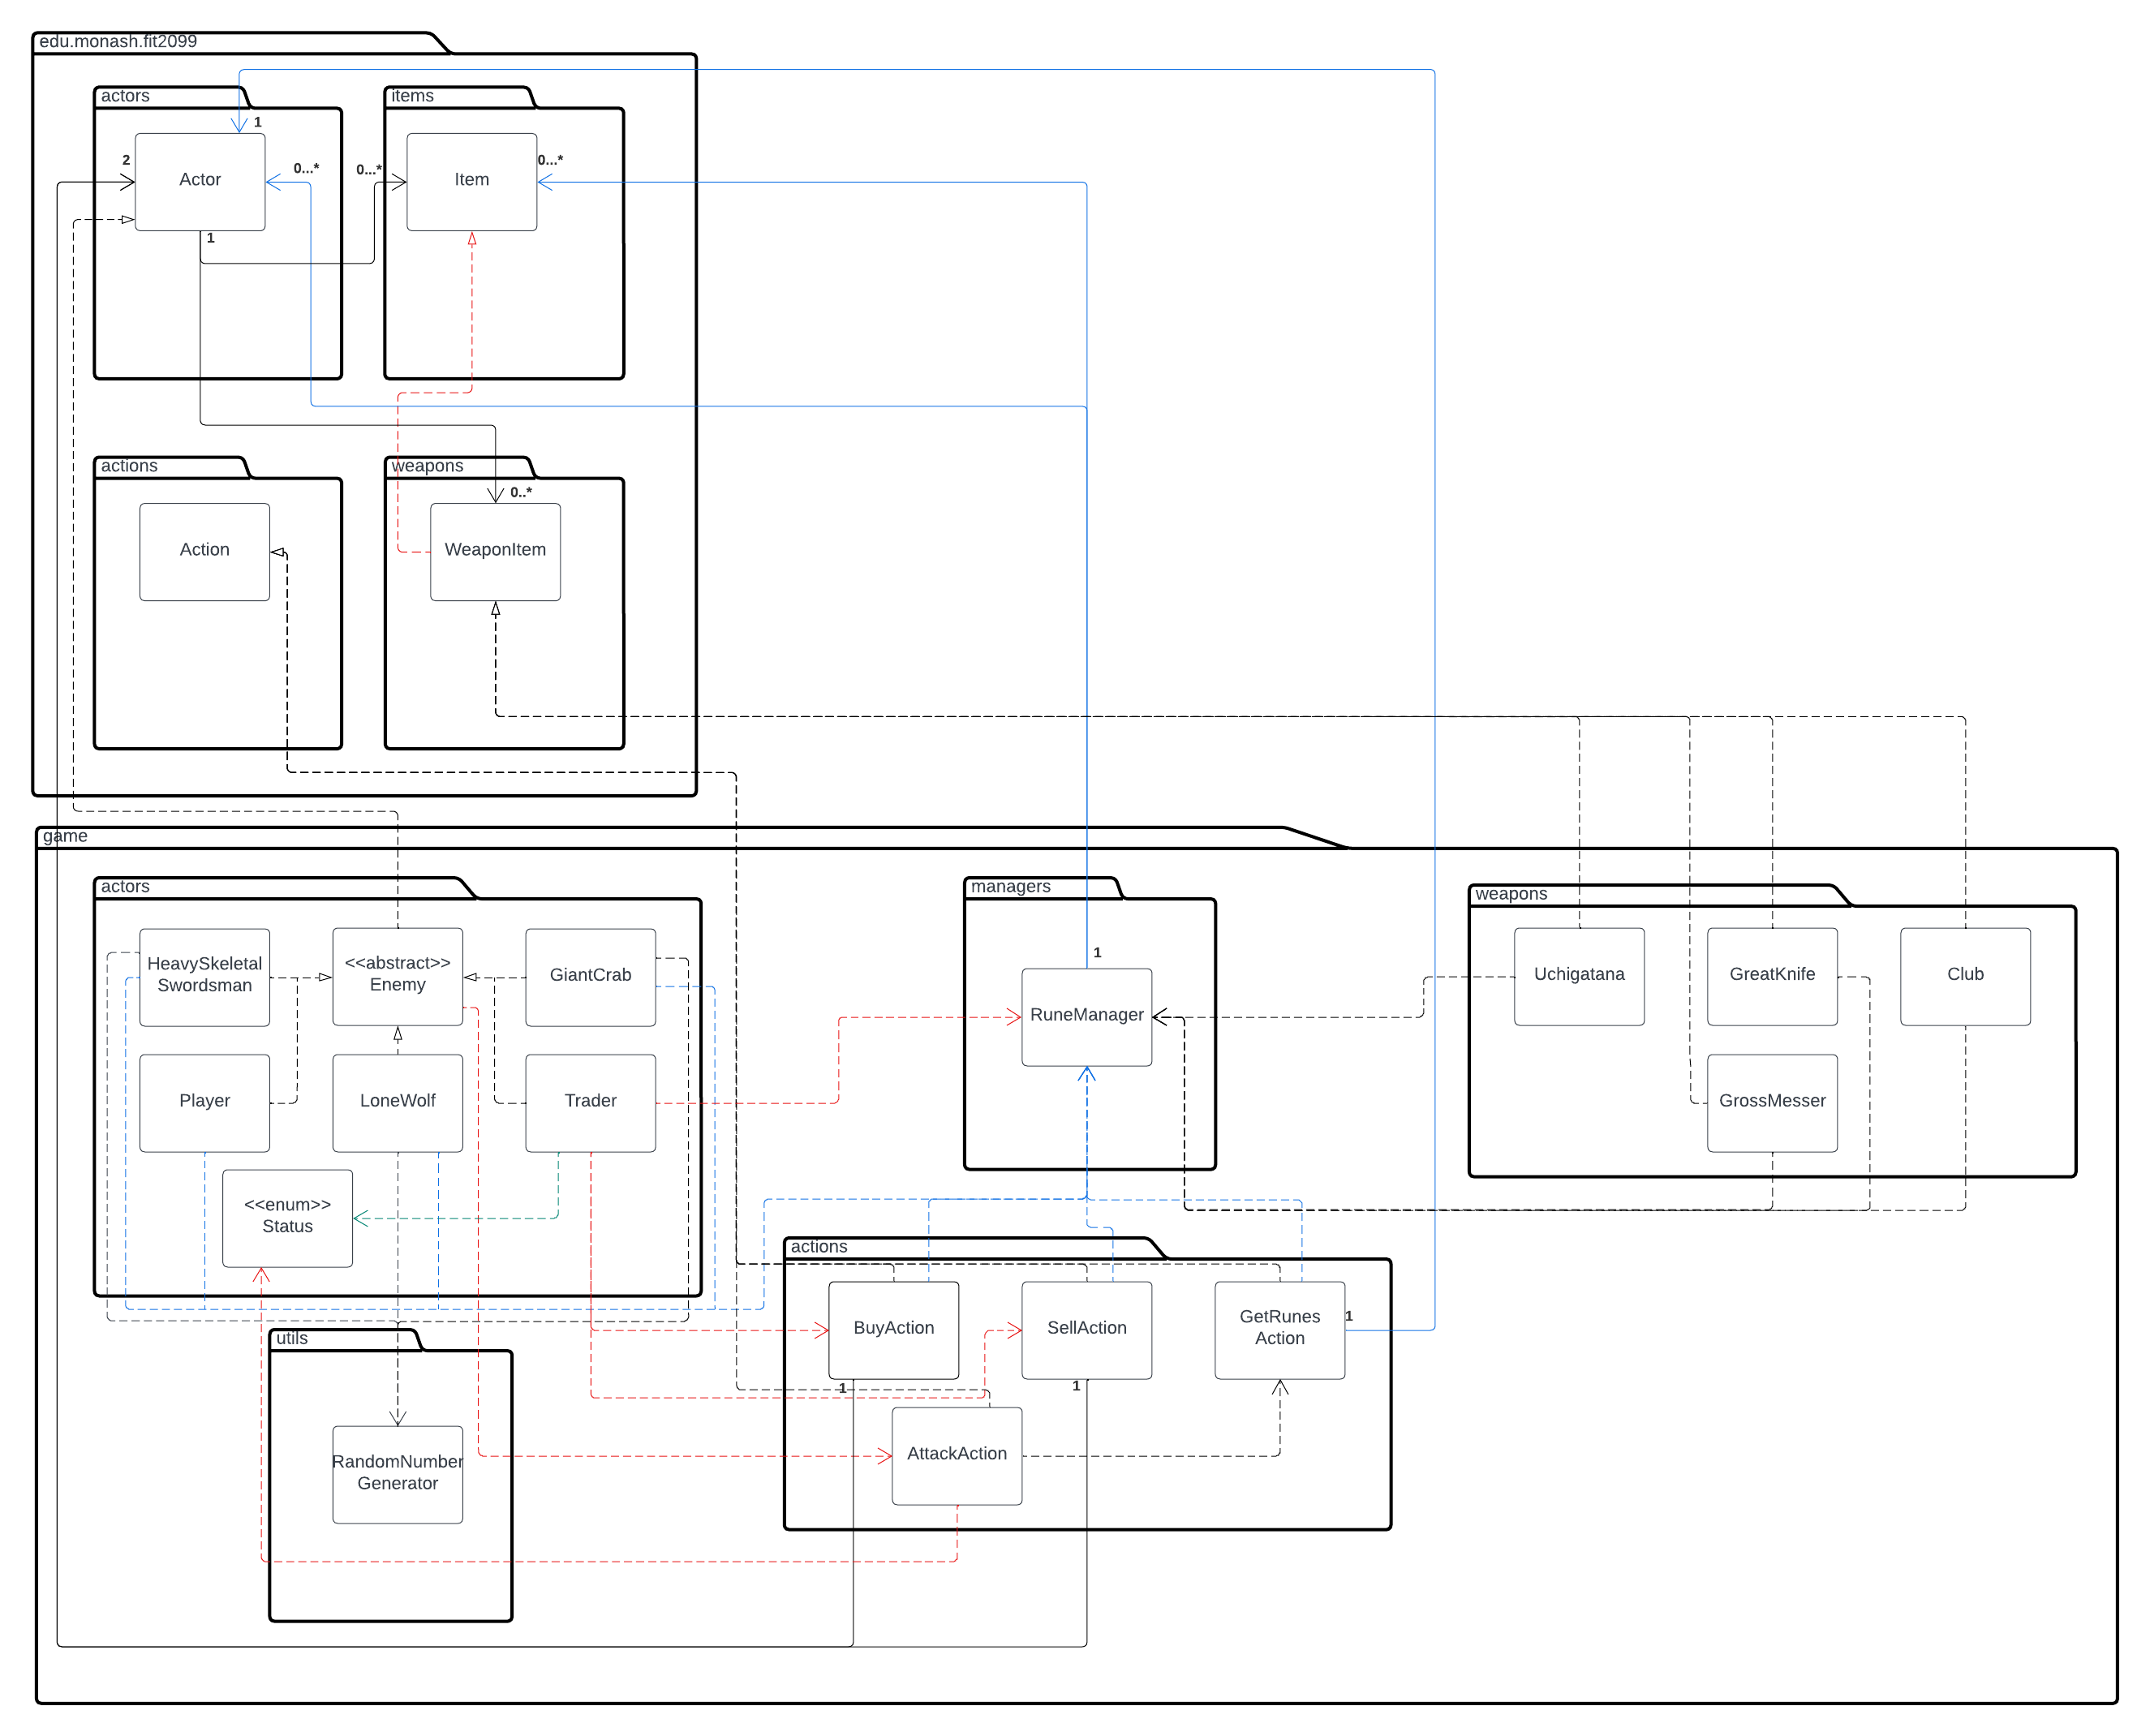 edu.monash.fit2099
actors
items
1
2
0...*
0...*
0...*
Actor
Item
1
actions
weapons
0..*
Action
WeaponItem
game
actors
managers
weapons
1
HeavySkeletal
Swordsman
<<abstract>>
Enemy
GiantCrab
RuneManager
Uchigatana
GreatKnife
Club
Player
LoneWolf
Trader
GrossMesser
<<enum>>
Status
actions
utils
BuyAction
SellAction
GetRunes
Action
1
1
1
AttackAction
RandomNumber
Generator